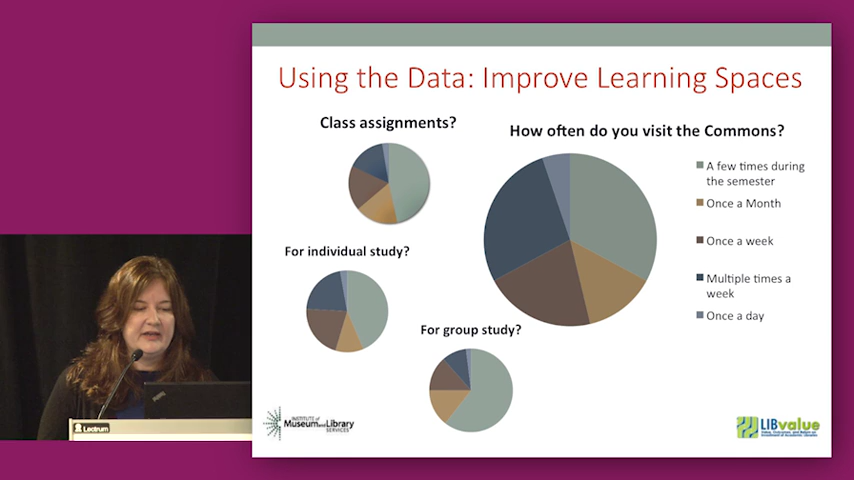 Using the Data: Improve Learning Spaces
Class assignments?
How often do you visit the Commons?
A few times during
the semester
Once a Month
Once a week
Multiple times a
week
Once a day
For individual study?
For group study?
INSTITUTE of
Museum and Library
SERVICES
LIBvalue
Lectrum